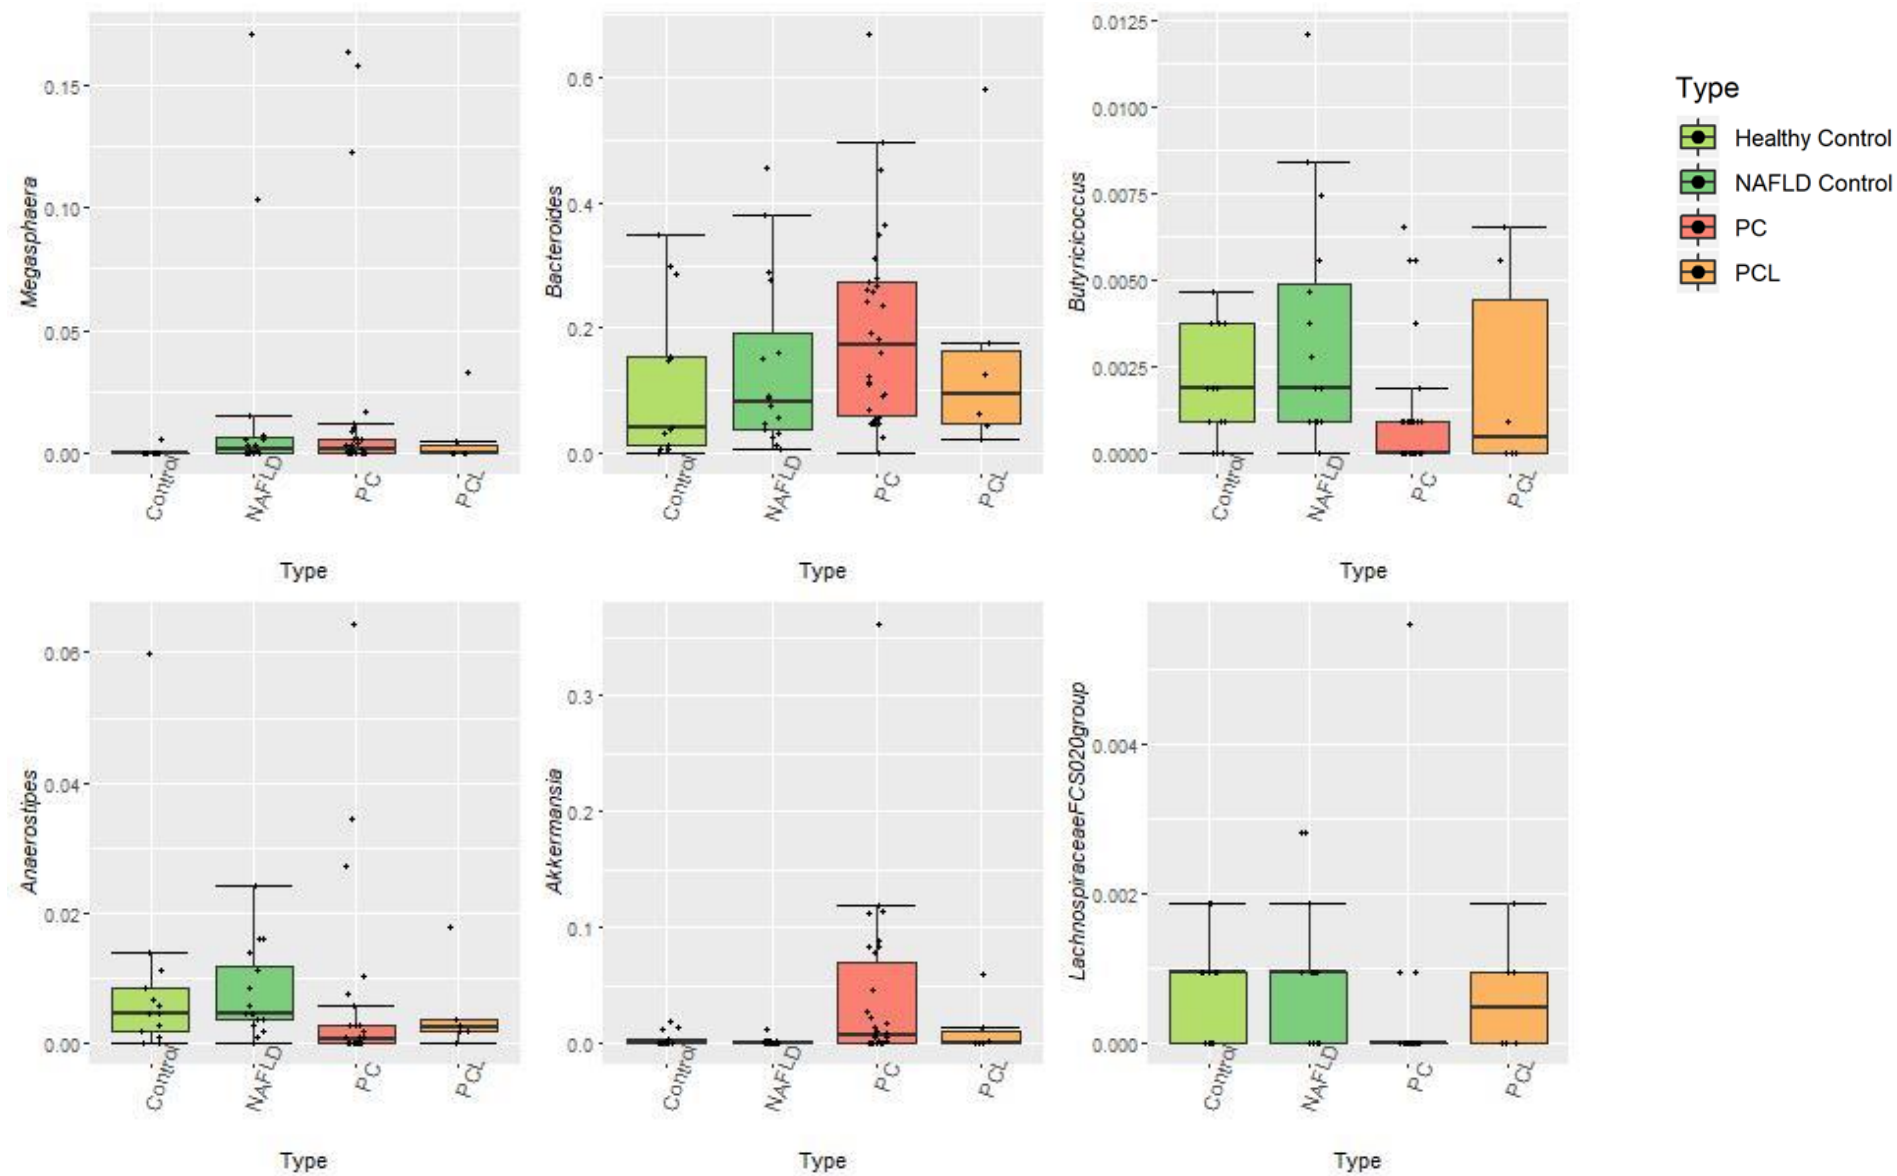 Megasphaera
0.15
0.10
0.05
0.00
Control
NAFLD
PC
PCL
Type
Bacteroides
0.6
0.4
0.2
0.0
Control
NAFLD
PC
PCL
Type
Butyricicoccus
0.0125
0.0100
0.0075
0.0050
0.0025
0.0000
Control
NAFLD
PC
PCL
Type
Type
Healthy Control
NAFLD Control
PC
PCL
Anaerostipes
0.06
0.04
0.02
0.00
Control
NAFLD
PC
PCL
Type
Akkermansia
0.3
0.2
0.1
0.0
Control
NAFLD
PC
PCL
Type
LachnospiraceaeFCS020group
0.004
0.002
0.000
Control
NAFLD
PC
PCL
Type